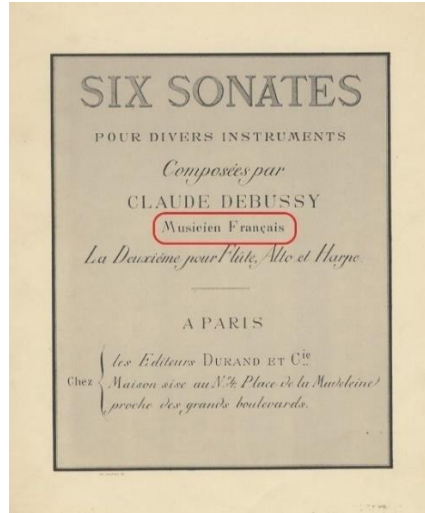 SIX SONATES
POUR DIVERS INSTRUMENTS
Composées par
CLAUDE DEBUSSY
Musicien Français
La Deuxième pour Flûte, Alto et Harpe
A PARIS
Chez
les Editeurs DURAND ET Cie
Maison sise au N.4. Place de la Madeleine
proche des grands boulevards.